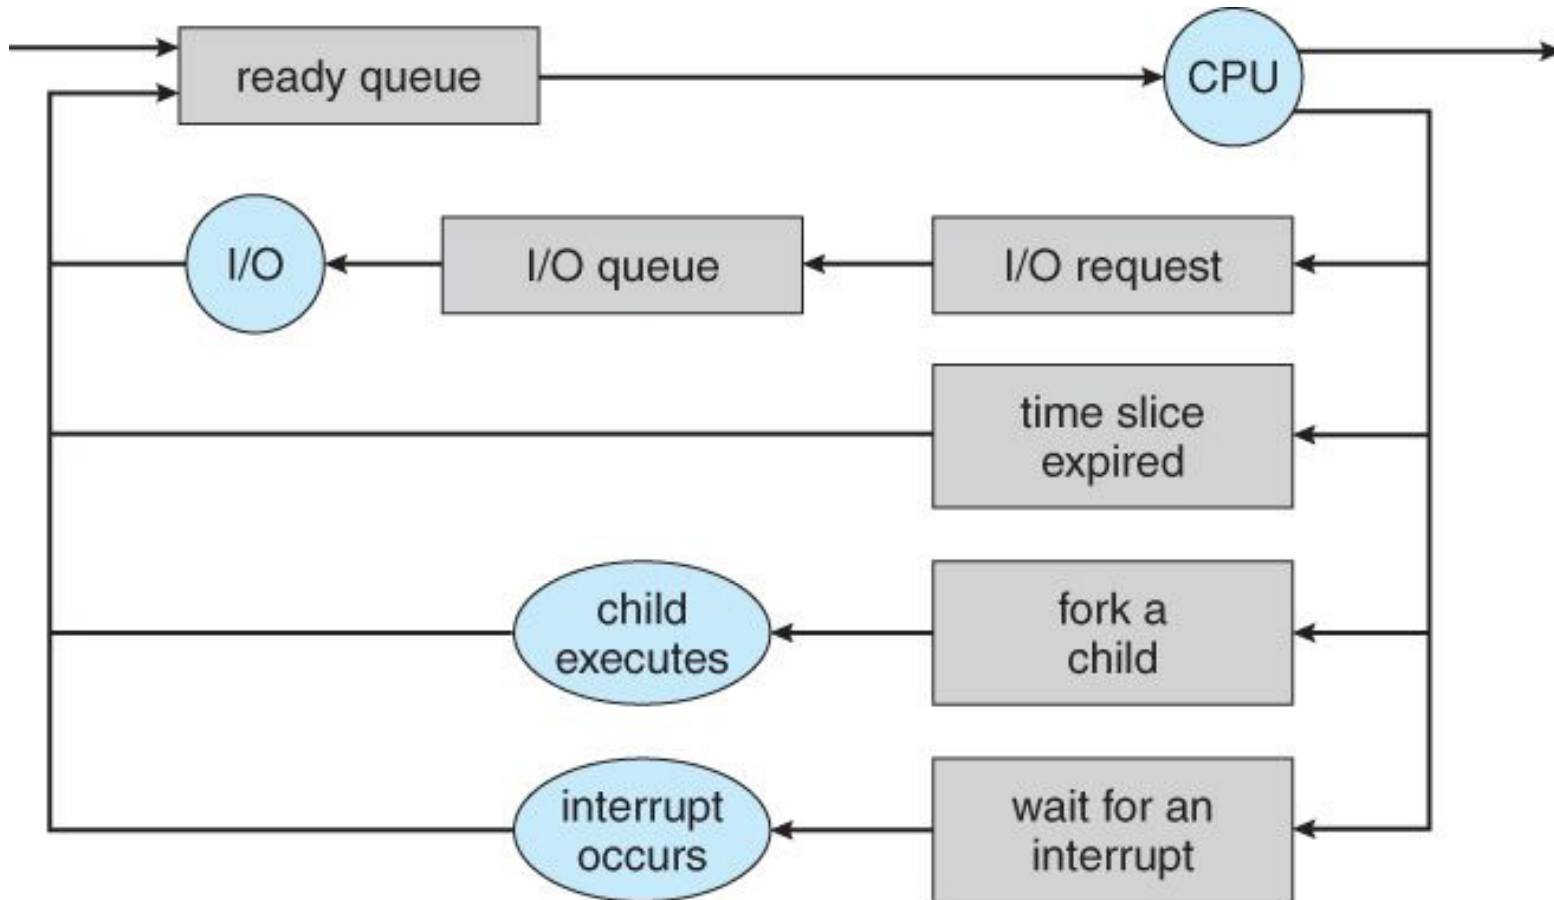 ready queue
CPU
I/O
I/O queue
I/O request
time slice
expired
child
executes
fork a
child
interrupt
occurs
wait for an
interrupt